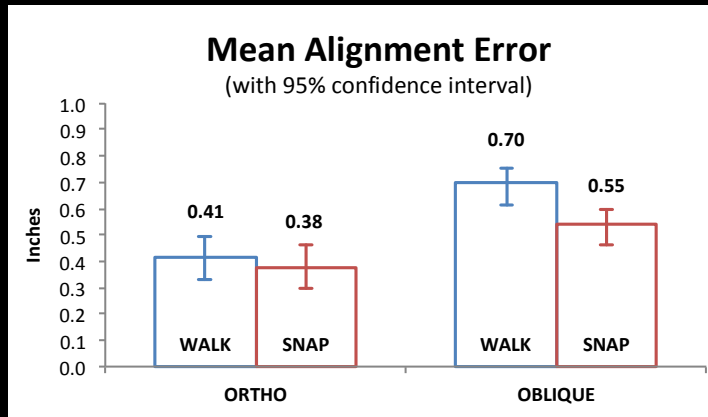 Mean Alignment Error
(with 95% confidence interval)
Inches
1.0
0.9
0.8
0.7
0.6
0.5
0.4
0.3
0.2
0.1
0.0
0.41
0.38
0.70
0.55
WALK
SNAP
WALK
SNAP
ORTHO
OBLIQUE